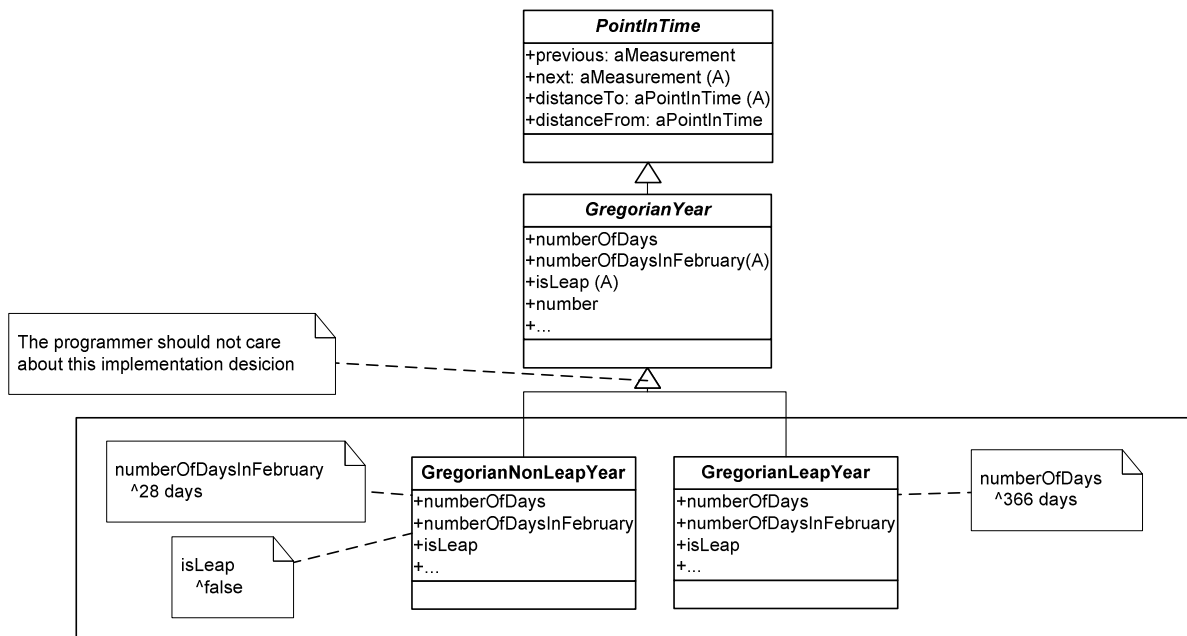 PointInTime
+previous: aMeasurement
+next: aMeasurement (A)
+distanceTo: aPointInTime (A)
+distanceFrom: aPointInTime
GregorianYear
+numberOfDays
+numberOfDaysInFebruary(A)
+isLeap (A)
+number
+...
The programmer should not care
about this implementation desicion
numberOfDaysInFebruary
^28 days
isLeap
^false
GregorianNonLeapYear
+numberOfDays
+numberOfDaysInFebruary
+isLeap
+...
GregorianLeapYear
+numberOfDays
+numberOfDaysInFebruary
+isLeap
+...
numberOfDays
^366 days